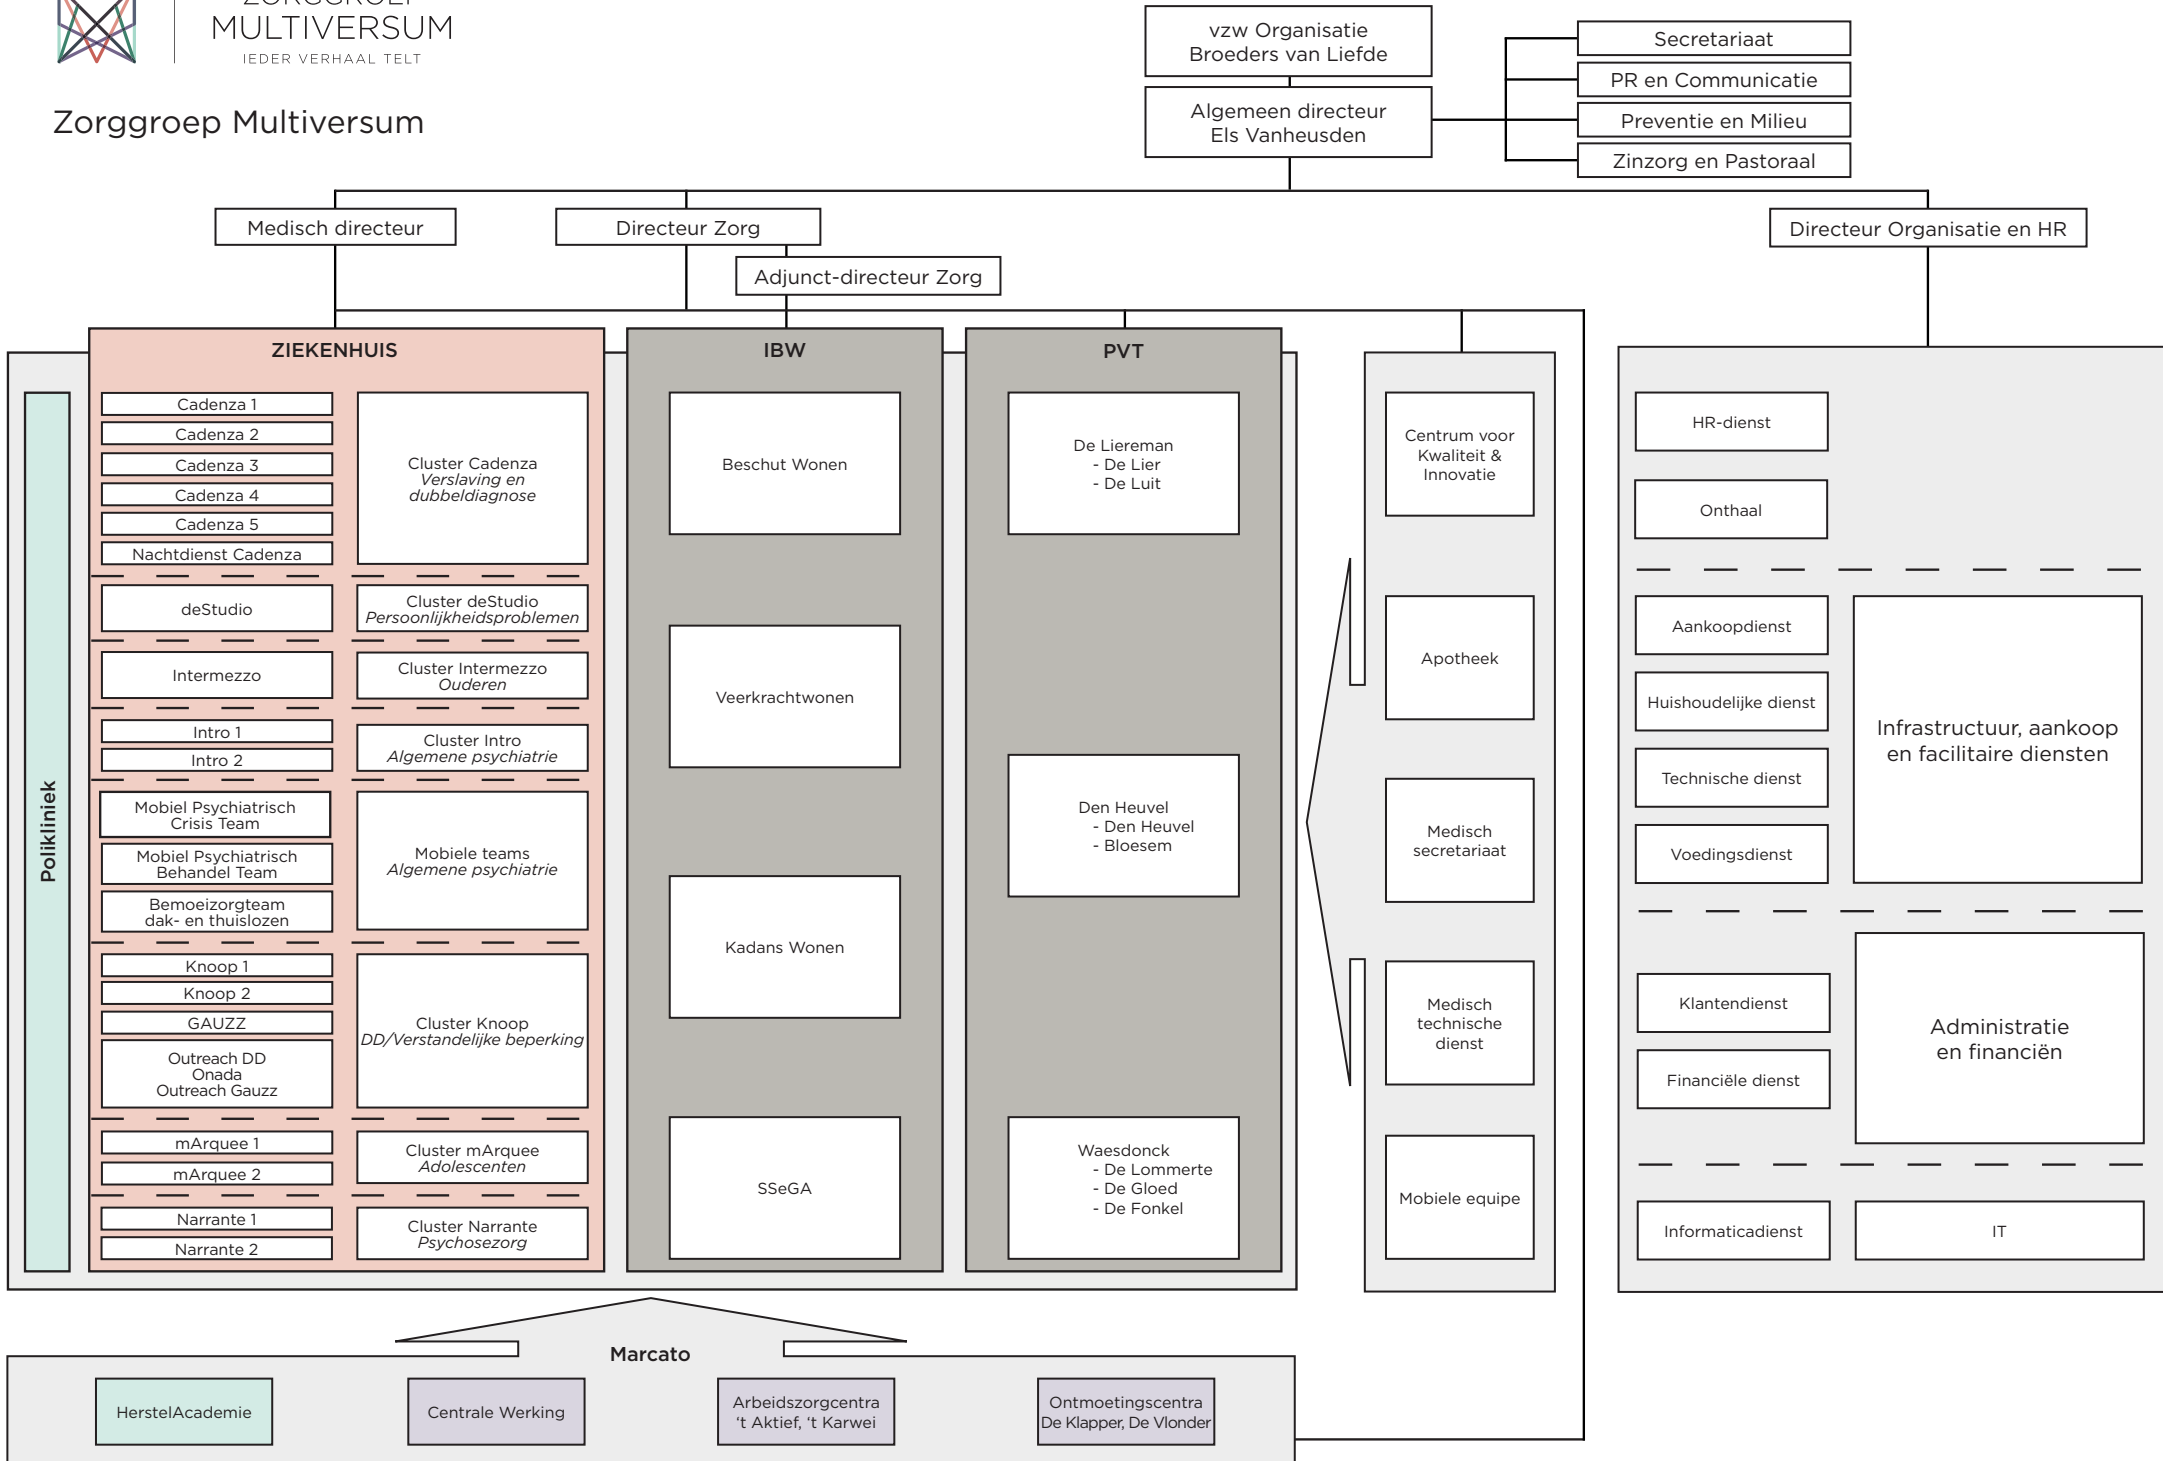 ZORGGROEP
MULTIVERSUM
IEDER VERHAAL TELT
Zorggroep Multiversum
vzw Organisatie
Broeders van Liefde
Algemeen directeur
Els Vanheusden
Secretariaat
PR en Communicatie
Preventie en Milieu
Zinzorg en Pastoraal
Medisch directeur
Directeur Zorg
Adjunct-directeur Zorg
Directeur Organisatie en HR
Polikliniek
ZIEKENHUIS
Cadenza 1
Cadenza 2
Cadenza 3
Cadenza 4
Cadenza 5
Nachtdienst Cadenza
Cluster Cadenza
Verslaving en
dubbeldiagnose
deStudio
Cluster deStudio
Persoonlijkheidsproblemen
Intermezzo
Cluster Intermezzo
Ouderen
Intro 1
Intro 2
Cluster Intro
Algemene psychiatrie
Mobiel Psychiatrisch
Crisis Team
Mobiel Psychiatrisch
Behandel Team
Bemoeizorgteam
dak- en thuislozen
Mobiele teams
Algemene psychiatrie
Knoop 1
Knoop 2
GAUZZ
Outreach DD
Onada
Outreach Gauzz
Cluster Knoop
DD/Verstandelijke beperking
mArquee 1
mArquee 2
Cluster mArquee
Adolescenten
Narrante 1
Narrante 2
Cluster Narrante
Psychosezorg
IBW
Beschut Wonen
Veerkrachtwonen
Kadans Wonen
SSeGA
PVT
De Liereman
- De Lier
- De Luit
Den Heuvel
- Den Heuvel
- Bloesem
Waesdonck
- De Lommerte
- De Gloed
- De Fonkel
Centrum voor
Kwaliteit &
Innovatie
Apotheek
Medisch
secretariaat
Medisch
technische
dienst
Mobiele equipe
HR-dienst
Onthaal
Aankoopdienst
Huishoudelijke dienst
Technische dienst
Voedingsdienst
Infrastructuur, aankoop
en facilitaire diensten
Klantendienst
Financiële dienst
Administratie
en financiën
Informaticadienst
IT
Marcato
HerstelAcademie
Centrale Werking
Arbeidszorgcentra
‘t Aktief, ‘t Karwei
Ontmoetingscentra
De Klapper, De Vlonder